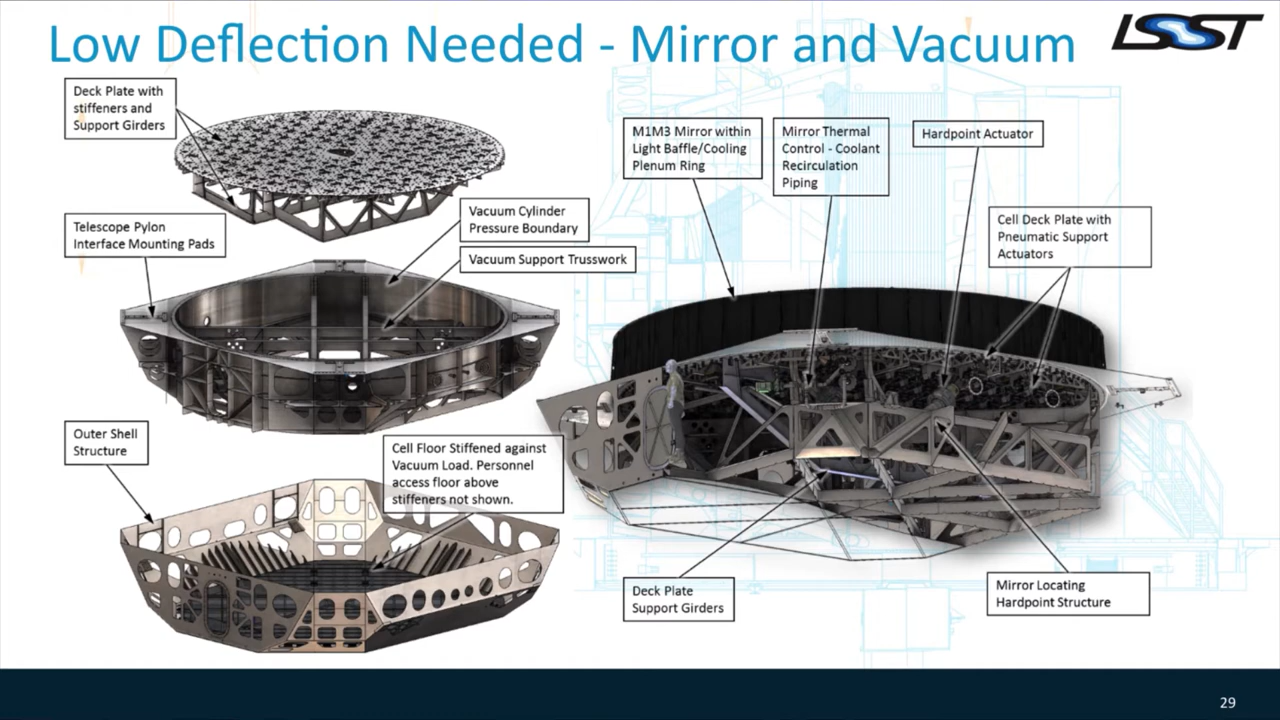 Low Deflection Needed - Mirror and Vacuum
LSST
Deck Plate with
stiffeners and
Support Girders
Telescope Pylon
Interface Mounting Pads
Vacuum Cylinder
Pressure Boundary
Vacuum Support Trusswork
Outer Shell
Structure
Cell Floor Stiffened against
Vacuum Load. Personnel
access floor above
stiffeners not shown.
M1M3 Mirror within
Light Baffle/Cooling
Plenum Ring
Mirror Thermal
Control - Coolant
Recirculation
Piping
Hardpoint Actuator
Cell Deck Plate with
Pneumatic Support
Actuators
Deck Plate
Support Girders
Mirror Locating
Hardpoint Structure
29